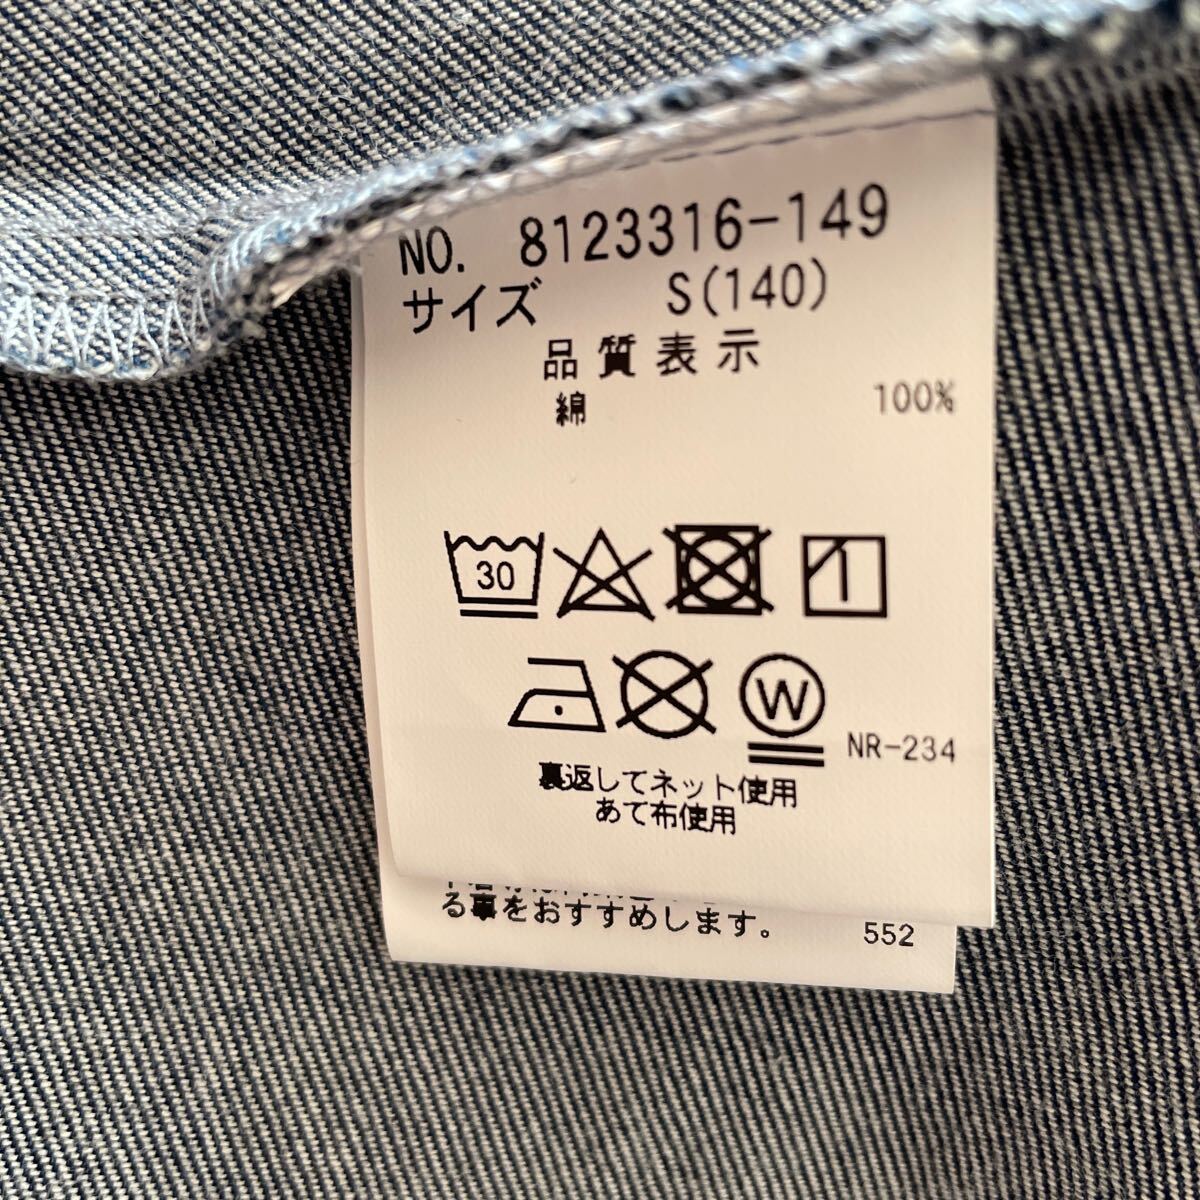 NO. 8123316-149
サイズ S(140)
品質表示
綿 100%
30
W
NR-234
裏返してネット使用
あて布使用
る事をおすすめします。
552